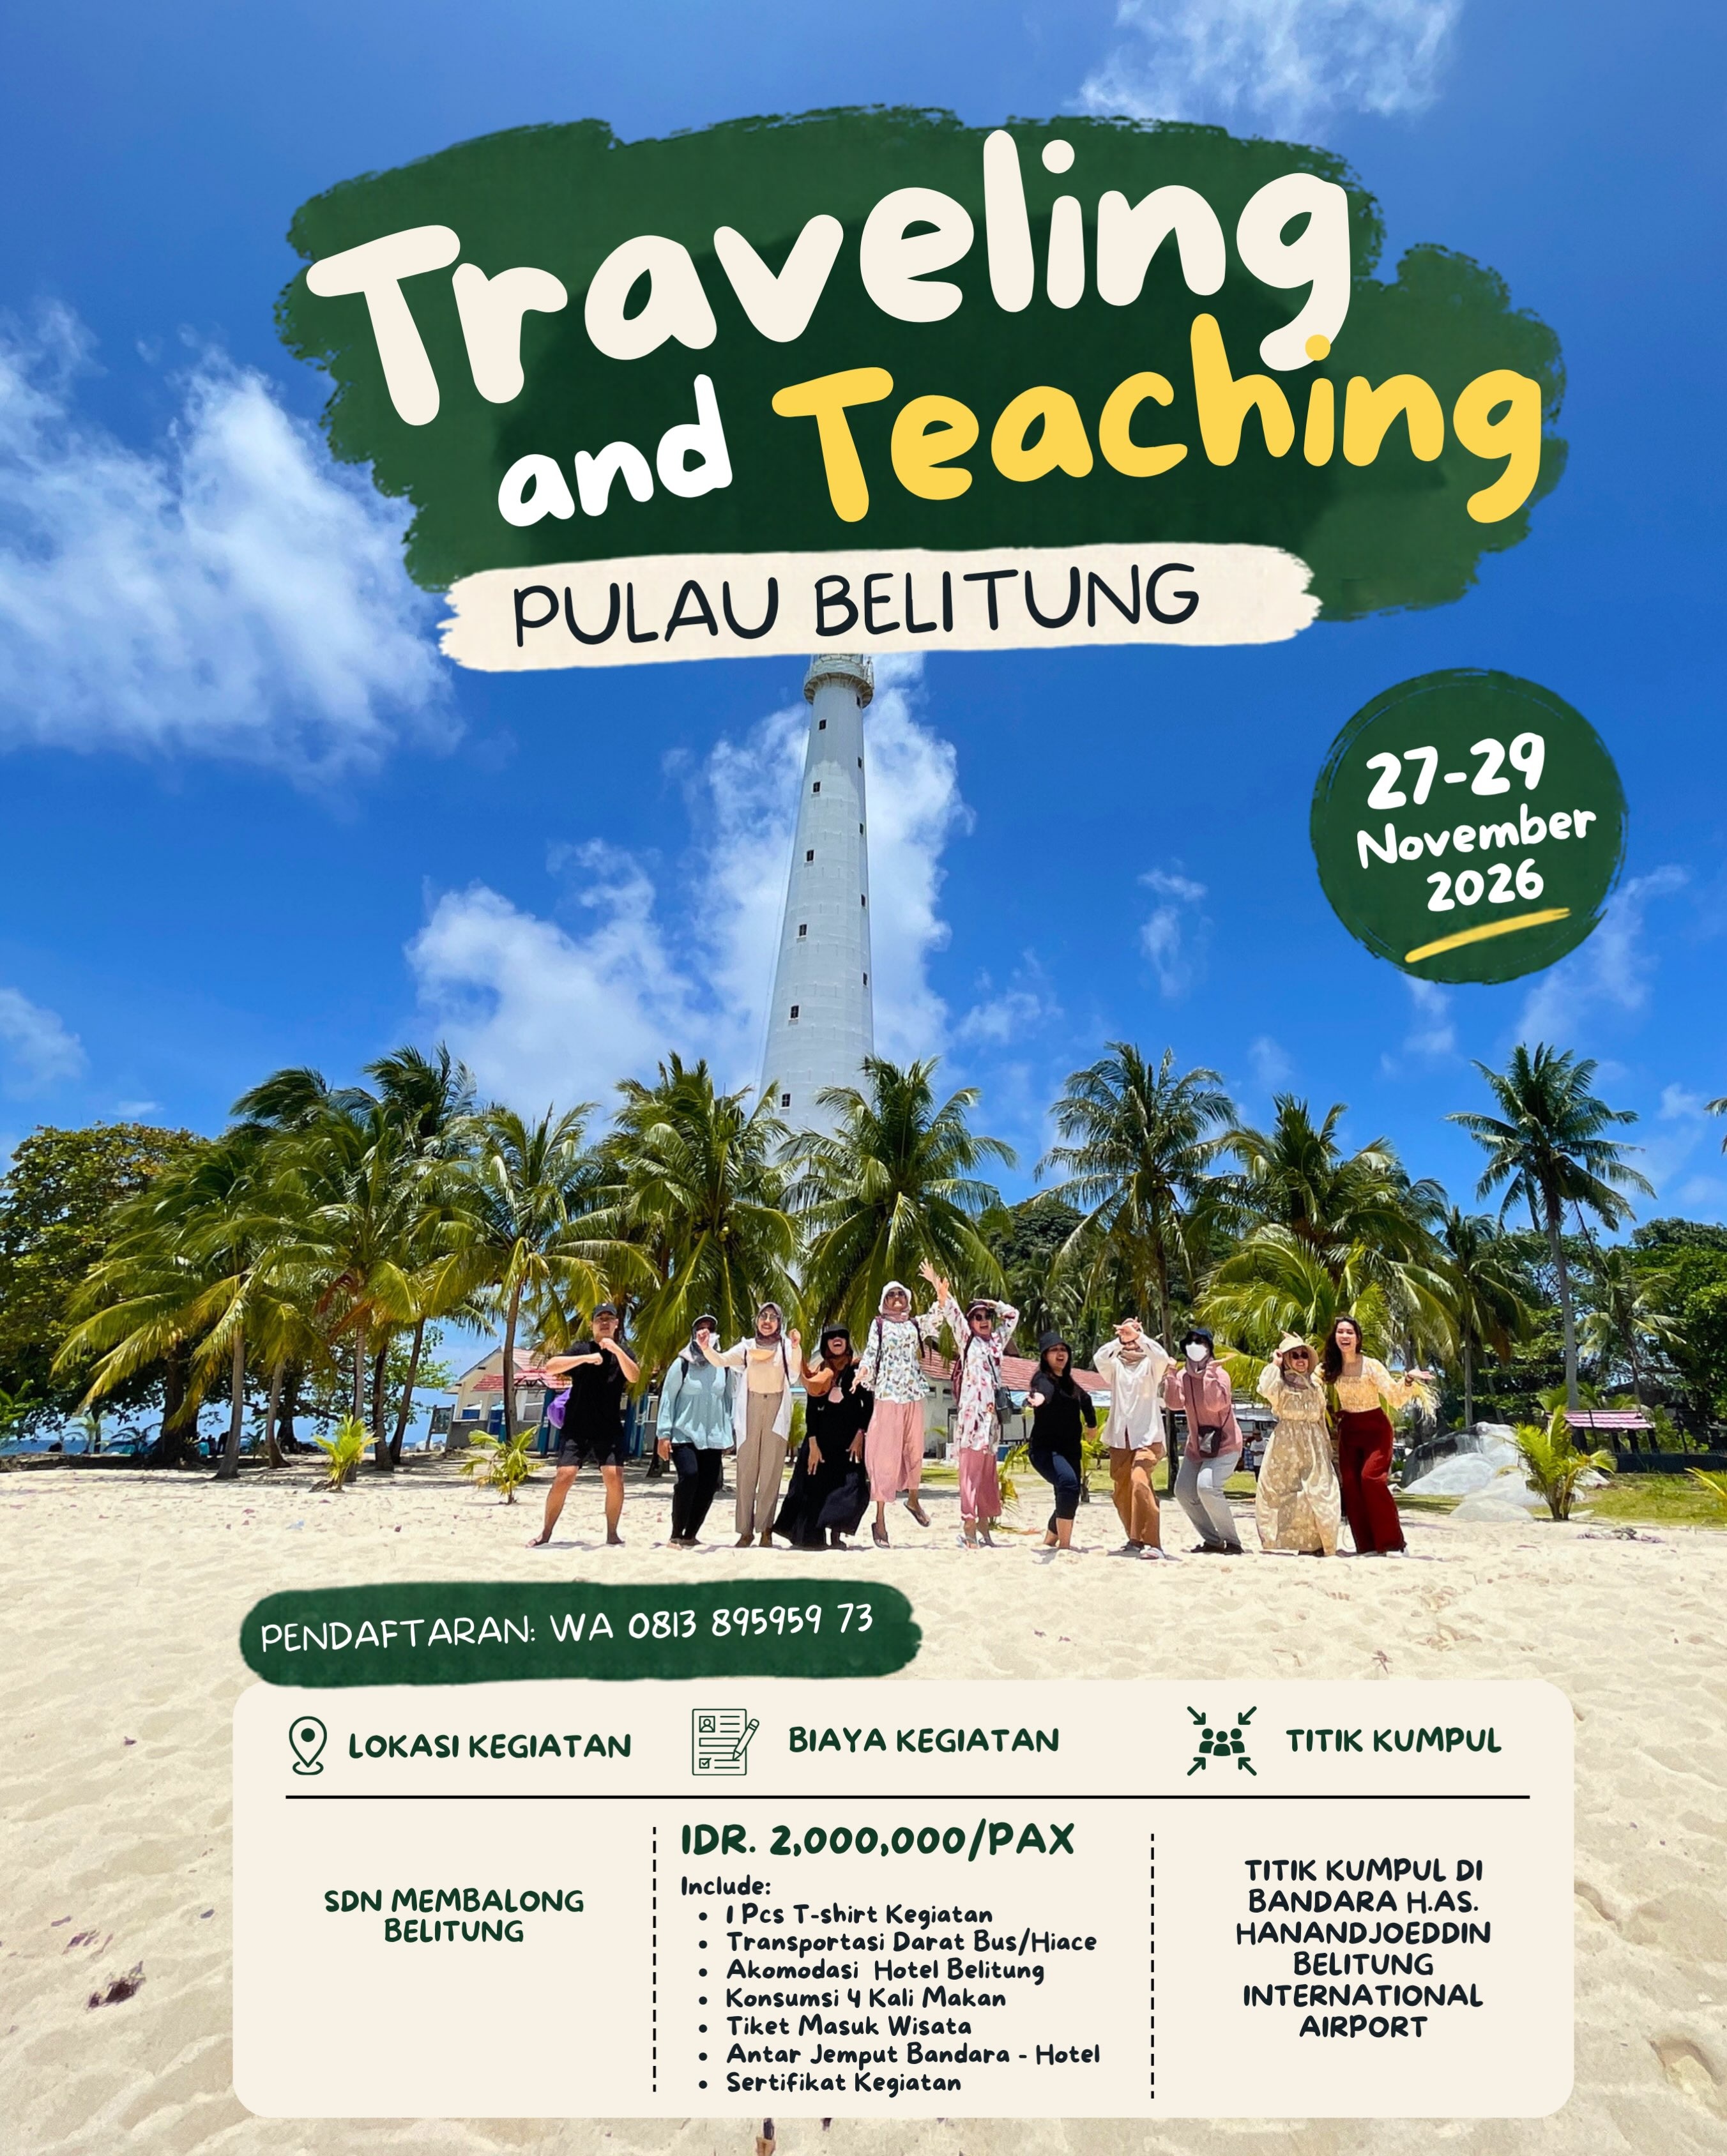 Traveling
and Teaching
PULAU BELITUNG
27-29
November
2026
PENDAFTARAN: WA 0813 895959 73
LOKASI KEGIATAN
BIAYA KEGIATAN
TITIK KUMPUL
SDN MEMBALONG
BELITUNG
IDR. 2,000,000/PAX
Include:
• 1 Pcs T-shirt Kegiatan
• Transportasi Darat Bus/Hiace
• Akomodasi Hotel Belitung
• Konsumsi 4 Kali Makan
• Tiket Masuk Wisata
• Antar Jemput Bandara - Hotel
• Sertifikat Kegiatan
TITIK KUMPUL DI
BANDARA H.AS.
HANANDJOEDDIN
BELITUNG
INTERNATIONAL
AIRPORT